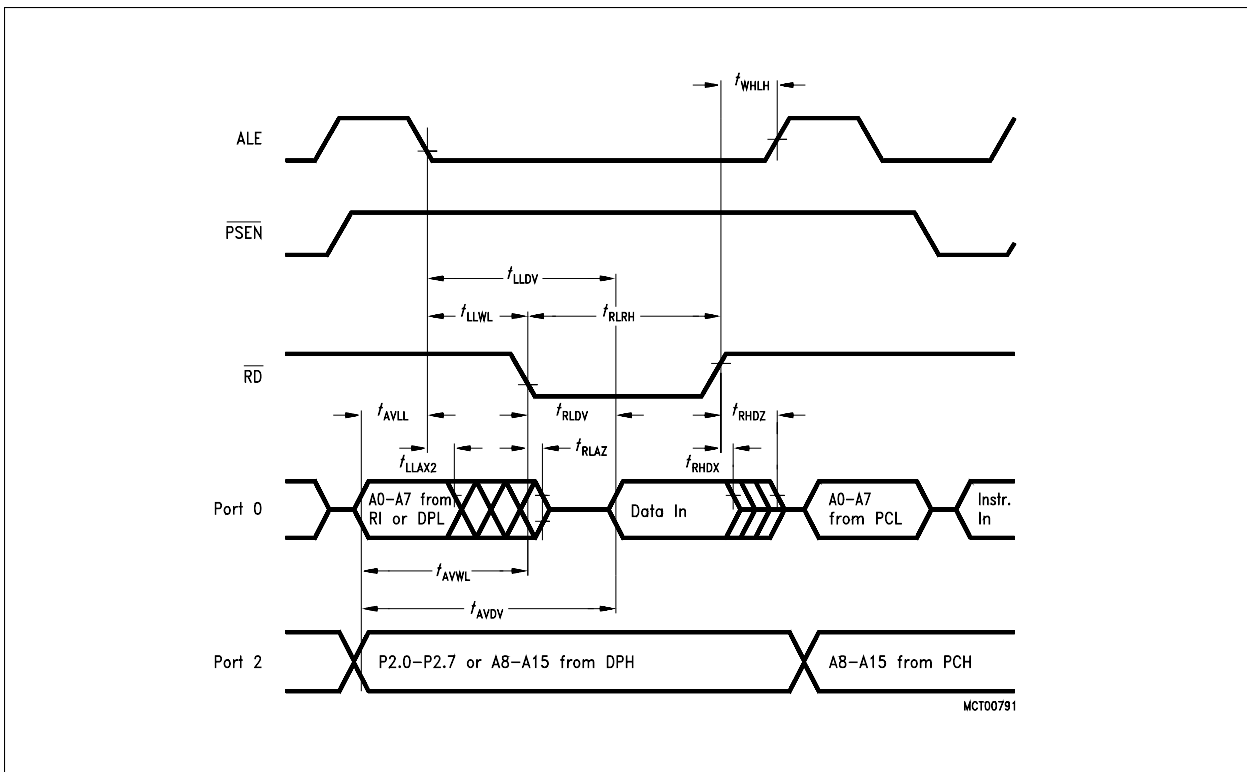 tWHLH
ALE
PSEN
tLLDV
tLLWL
tRLRH
RD
tAVLL
tRLDV
tRHDZ
tLLAX2
tRLAZ
tRHDX
Port 0
A0-A7 from
RI or DPL
Data In
A0-A7
from PCL
Instr.
In
tAVWL
tAVDV
Port 2
P2.0-P2.7 or A8-A15 from DPH
A8-A15 from PCH
MCT00791